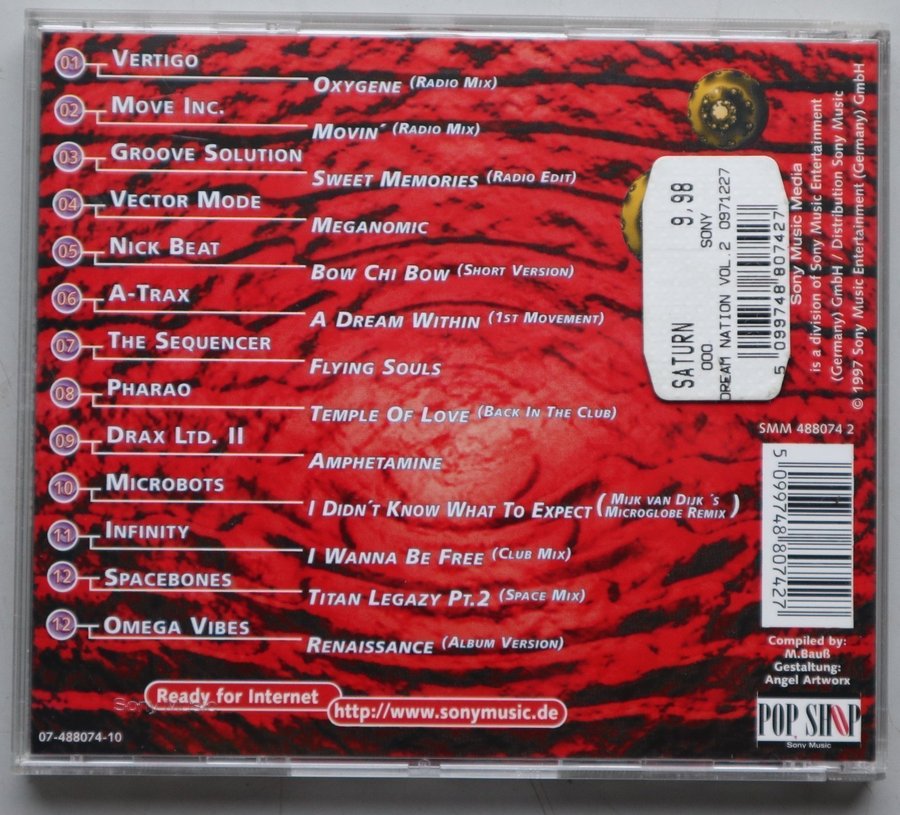 01 Vertigo
Oxygene (Radio Mix)
02 Move Inc.
Movin´ (Radio Mix)
03 Groove Solution
Sweet Memories (Radio Edit)
04 Vector Mode
Meganomic
05 Nick Beat
Bow Chi Bow (Short Version)
06 A-Trax
A Dream Within (1st Movement)
07 The Sequencer
Flying Souls
08 Pharao
Temple Of Love (Back In The Club)
09 Drax Ltd. II
Amphetamine
10 Microbots
I Didn´t Know What To Expect (Mijk van Dijk ´s
Microglobe Remix)
11 Infinity
I Wanna Be Free (Club Mix)
12 Spacebones
Titan Legazy Pt.2 (Space Mix)
12 Omega Vibes
Renaissance (Album Version)
Ready for Internet
http://www.sonymusic.de
Sony Music
07-488074-10
SATURN 9,98
000 SONY
DREAM NATION VOL.2 0971227
5 099748 807427
Sony Music Media
is a division of Sony Music Entertainment
(Germany) GmbH / Distribution Sony Music
© 1997 Sony Music Entertainment (Germany) GmbH
SMM 488074 2
5 099748 807427
Compiled by:
M.Bauß
Gestaltung:
Angel Artworx
POP SHOP
Sony Music